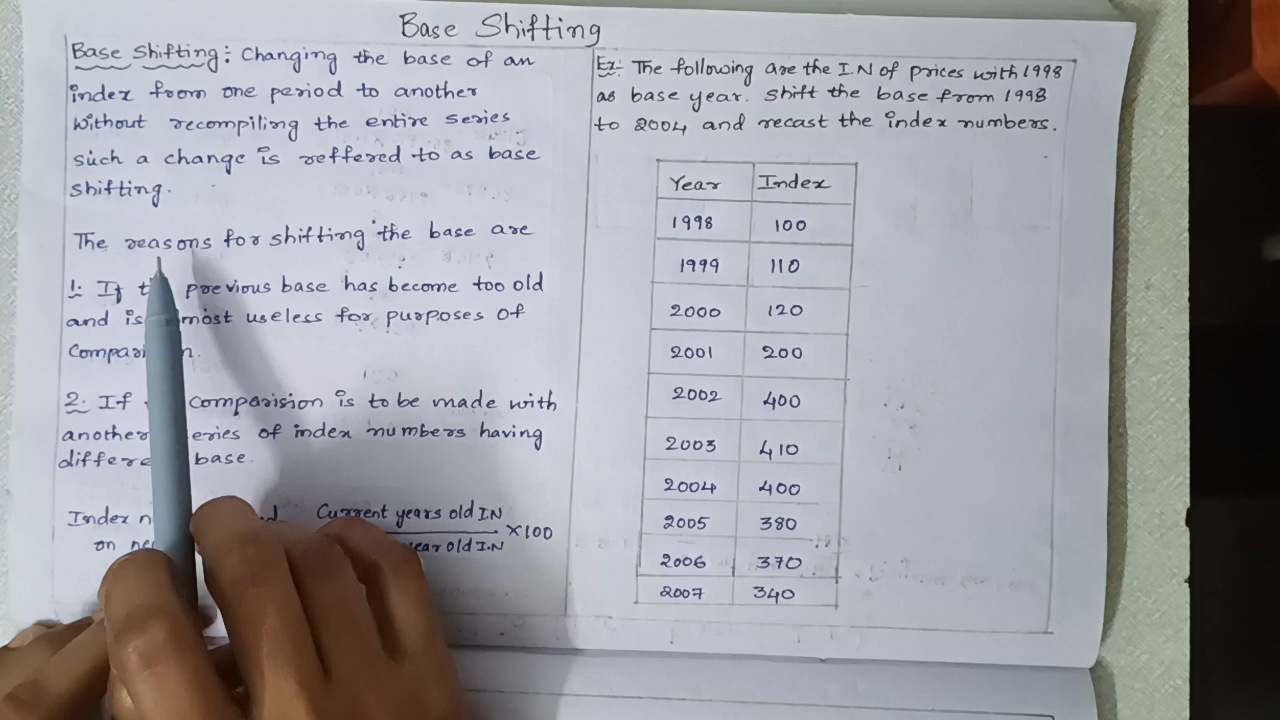 Base Shifting
Base Shifting: Changing the base of an
index from one period to another
without recompiling the entire series
such a change is reffered to as base
shifting.
The reasons for shifting the base are
1: If previous base has become too old
and is most useless for purposes of
Compari n.
2. If comparision is to be made with
another eries of index numbers having
differe base.
Index n d Current years old IN ×100
on ne year old I.N
Ex: The following are the I.N of prices with 1998
as base year. Shift the base from 1998
to 2004 and recast the index numbers.
Year Index
1998 100
1999 110
2000 120
2001 200
2002 400
2003 410
2004 400
2005 380
2006 370
2007 340